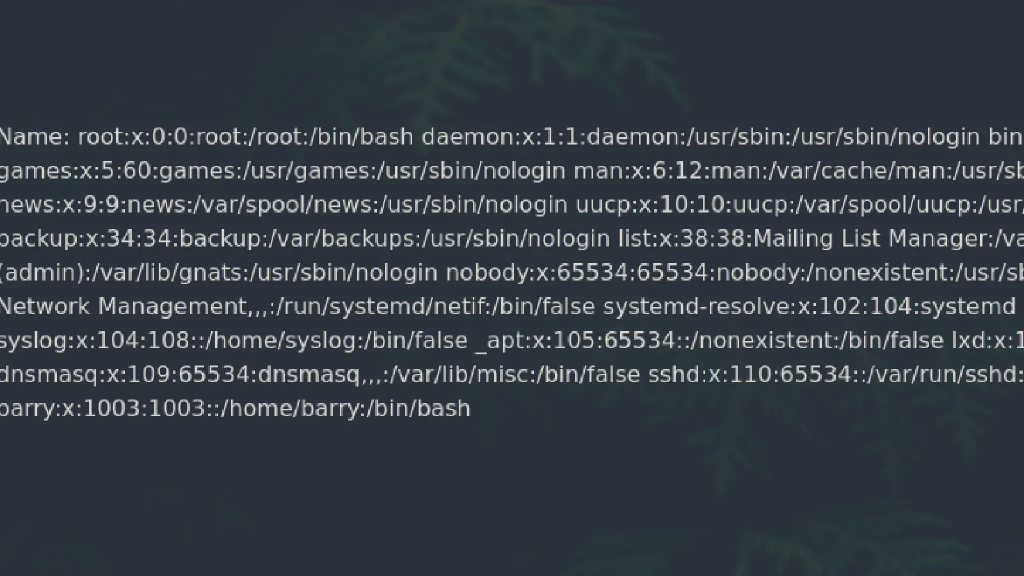 Name: root:x:0:0:root:/root:/bin/bash daemon:x:1:1:daemon:/usr/sbin:/usr/sbin/nologin bin
games:x:5:60:games:/usr/games:/usr/sbin/nologin man:x:6:12:man:/var/cache/man:/usr/sb
news:x:9:9:news:/var/spool/news:/usr/sbin/nologin uucp:x:10:10:uucp:/var/spool/uucp:/usr/
backup:x:34:34:backup:/var/backups:/usr/sbin/nologin list:x:38:38:Mailing List Manager:/va
(admin):/var/lib/gnats:/usr/sbin/nologin nobody:x:65534:65534:nobody:/nonexistent:/usr/sb
Network Management,,,:/run/systemd/netif:/bin/false systemd-resolve:x:102:104:systemd
syslog:x:104:108::/home/syslog:/bin/false _apt:x:105:65534::/nonexistent:/bin/false lxd:x:1
dnsmasq:x:109:65534:dnsmasq,,,:/var/lib/misc:/bin/false sshd:x:110:65534::/var/run/sshd:
barry:x:1003:1003::/home/barry:/bin/bash